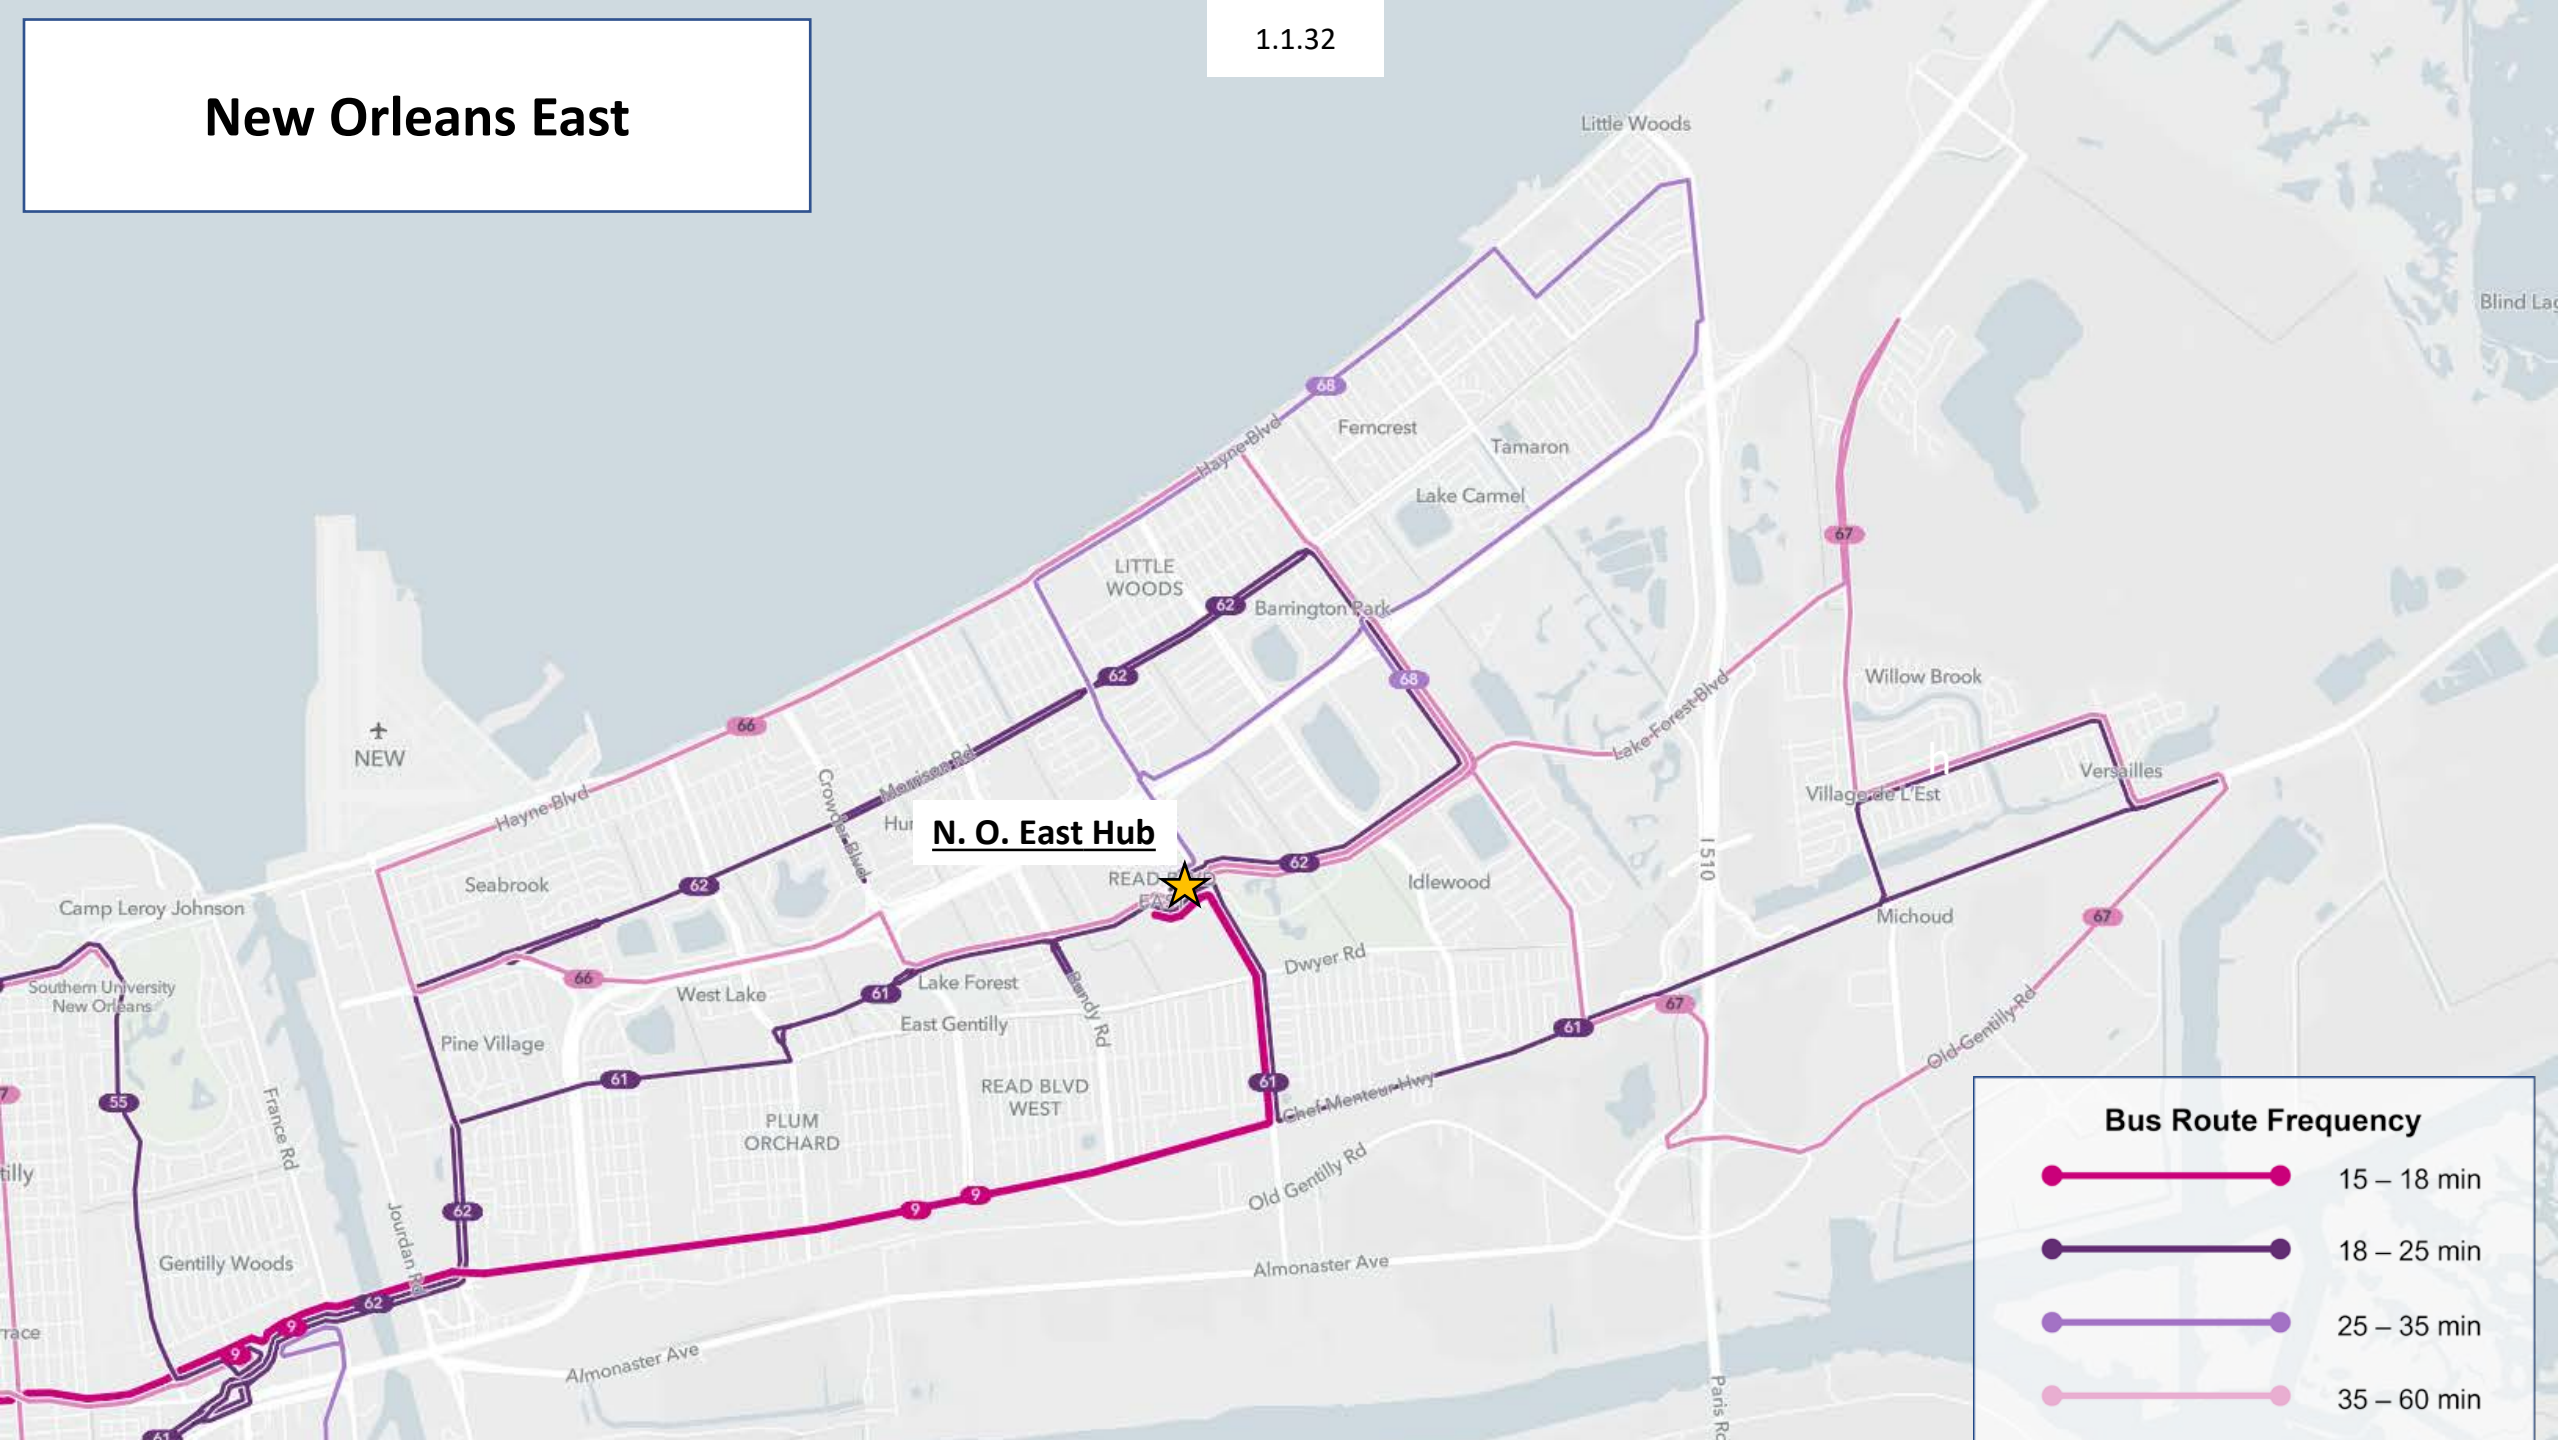 1.1.32
New Orleans East
Little Woods
Blind
68
Hayne Blvd
Ferncrest
Tamaron
Lake Carmel
67
LITTLE
WOODS
62
Barrington Park
62
68
Willow Brook
66
NEW
Lake Forest Blvd
Morrison Rd
Crowder Blvd
Hayne Blvd
Village de L'Est
Versailles
N. O. East Hub
I 510
62
READ BLVD
EAST
Idlewood
Seabrook
62
Camp Leroy Johnson
Michoud
67
Southern University
New Orleans
66
West Lake
61
Lake Forest
Bundy Rd
Dwyer Rd
67
East Gentilly
61
Pine Village
61
61
Chef Menteur Hwy
Old Gentilly Rd
55
France Rd
READ BLVD
WEST
PLUM
ORCHARD
Old Gentilly Rd
62
9
9
Jourdan Rd
Gentilly Woods
Almonaster Ave
62
9
9
Almonaster Ave
Paris
61
Bus Route Frequency
15 – 18 min
18 – 25 min
25 – 35 min
35 – 60 min